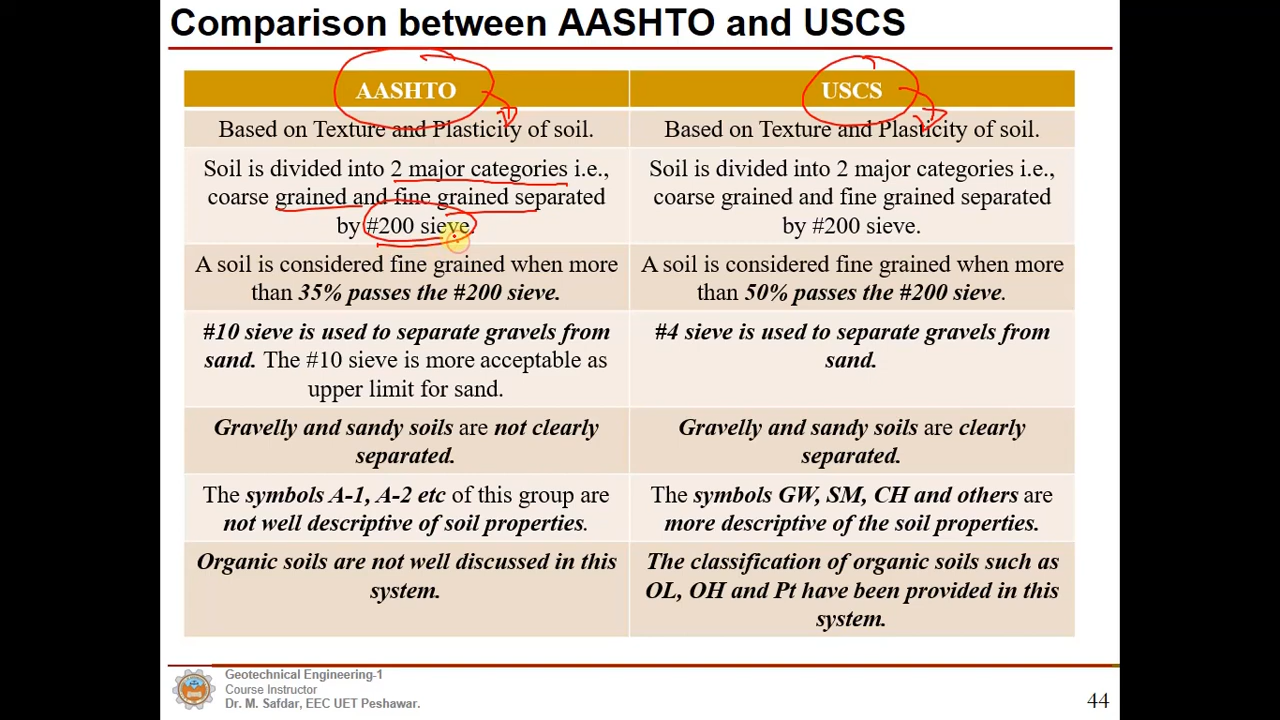 Comparison between AASHTO and USCS
AASHTO
USCS
Based on Texture and Plasticity of soil.
Based on Texture and Plasticity of soil.
Soil is divided into 2 major categories i.e.,
coarse grained and fine grained separated
by #200 sieve.
Soil is divided into 2 major categories i.e.,
coarse grained and fine grained separated
by #200 sieve.
A soil is considered fine grained when more
than 35% passes the #200 sieve.
A soil is considered fine grained when more
than 50% passes the #200 sieve.
#10 sieve is used to separate gravels from
sand. The #10 sieve is more acceptable as
upper limit for sand.
#4 sieve is used to separate gravels from
sand.
Gravelly and sandy soils are not clearly
separated.
Gravelly and sandy soils are clearly
separated.
The symbols A-1, A-2 etc of this group are
not well descriptive of soil properties.
The symbols GW, SM, CH and others are
more descriptive of the soil properties.
Organic soils are not well discussed in this
system.
The classification of organic soils such as
OL, OH and Pt have been provided in this
system.
Geotechnical Engineering-1
Course Instructor
Dr. M. Safdar, EEC UET Peshawar.
44